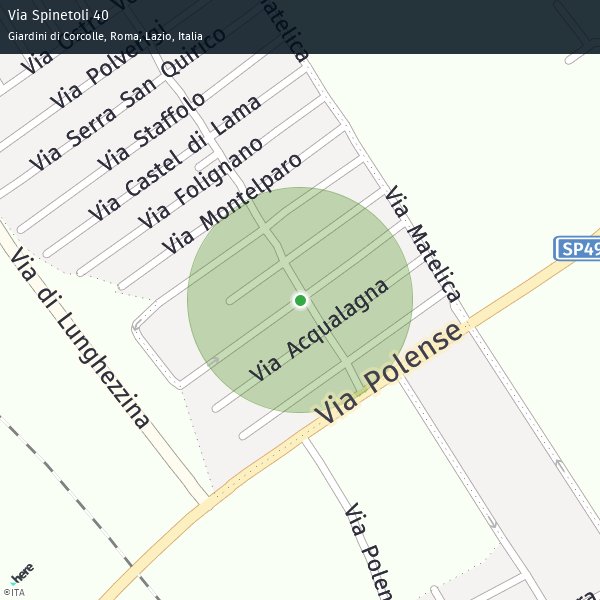 Via Spinetoli 40
Giardini di Corcolle, Roma, Lazio, Italia
Via Polverigi
Via Serra San Quirico
Via Staffolo
Via Castel di Lama
Via Folignano
Via Montelparo
Via Matelica
SP49
Via di Lunghezzina
Via Acqualagna
Via Polense
Via Polen
here
©ITA